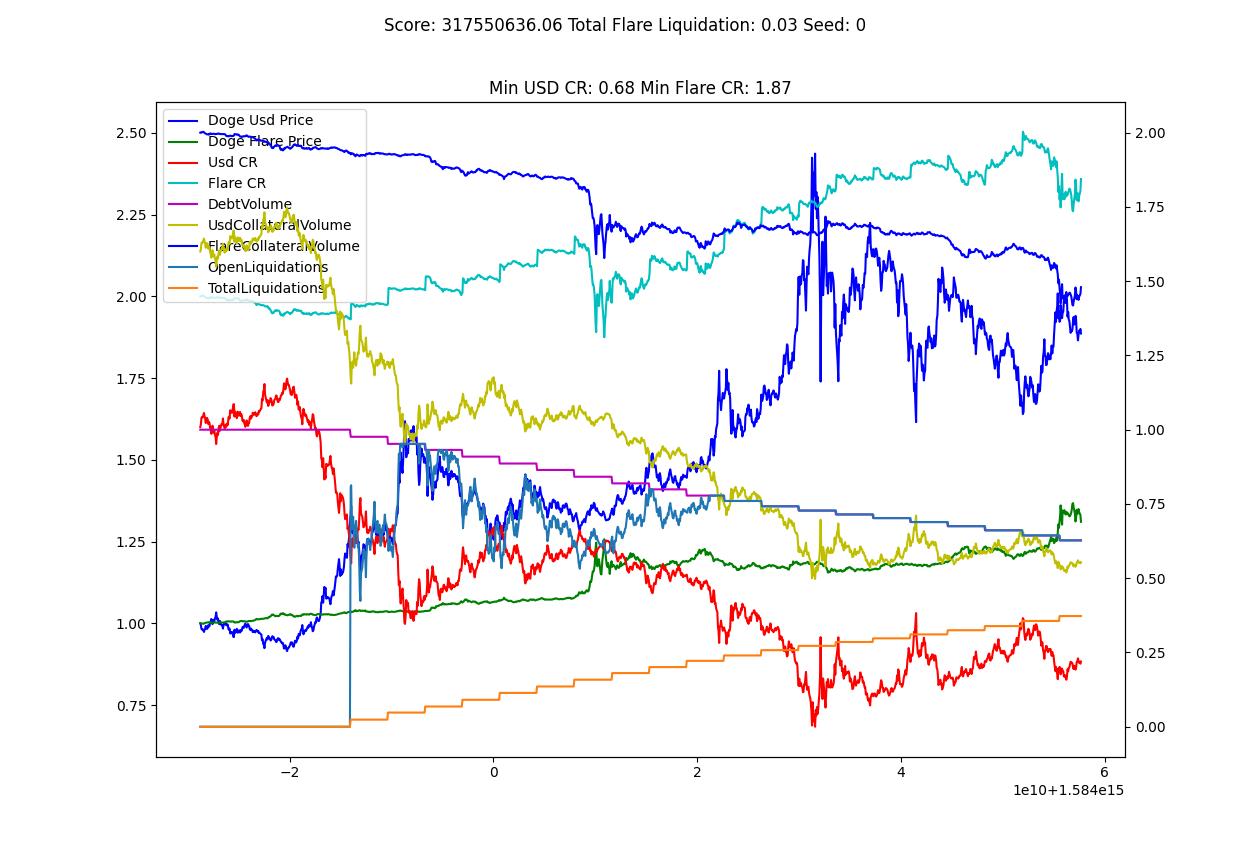 Score: 317550636.06 Total Flare Liquidation: 0.03 Seed: 0
Min USD CR: 0.68 Min Flare CR: 1.87
Doge Usd Price
Doge Flare Price
Usd CR
Flare CR
DebtVolume
UsdCollateralVolume
FlareCollateralVolume
OpenLiquidations
TotalLiquidations
2.50
2.25
2.00
1.75
1.50
1.25
1.00
0.75
2.00
1.75
1.50
1.25
1.00
0.75
0.50
0.25
0.00
−2 0 2 4 6
1e10+1.584e15